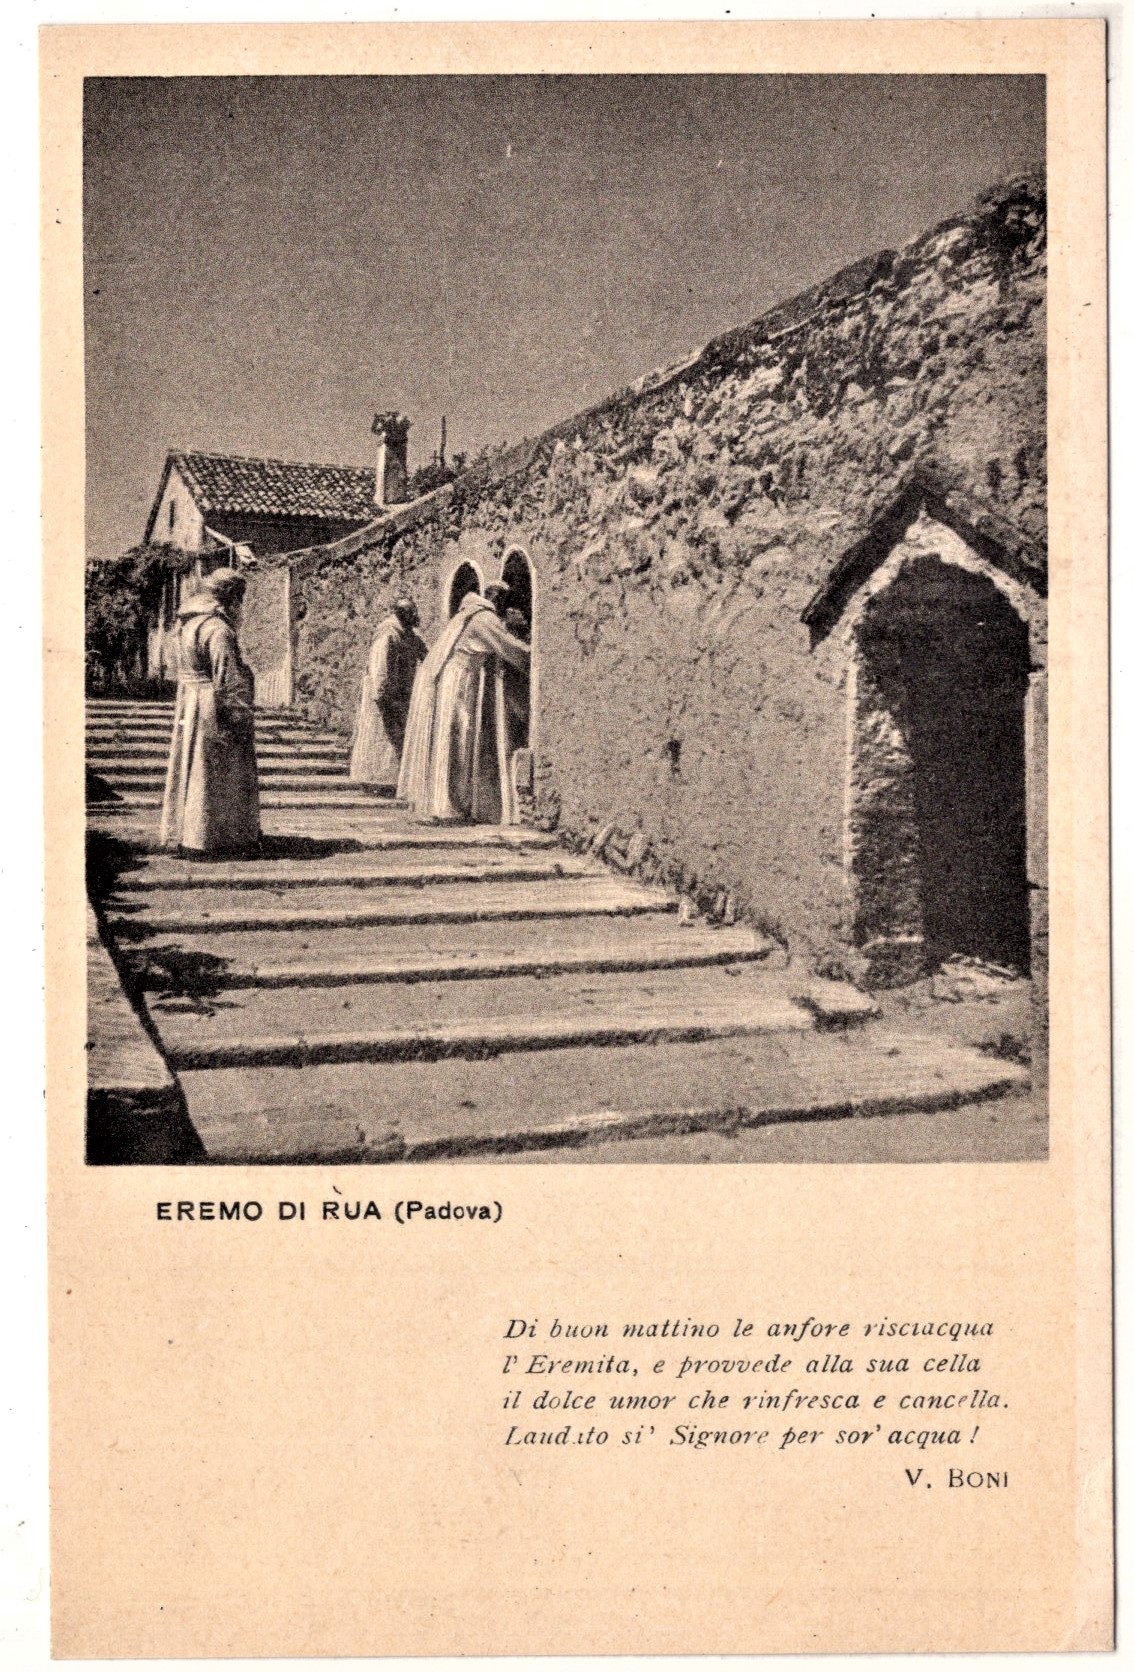 EREMO DI RUA (Padova)
Di buon mattino le anfore risciacqua
l' Eremita, e provvede alla sua cella
il dolce umor che rinfresca e cancella.
Laudato si' Signore per sor' acqua !
V. BONI